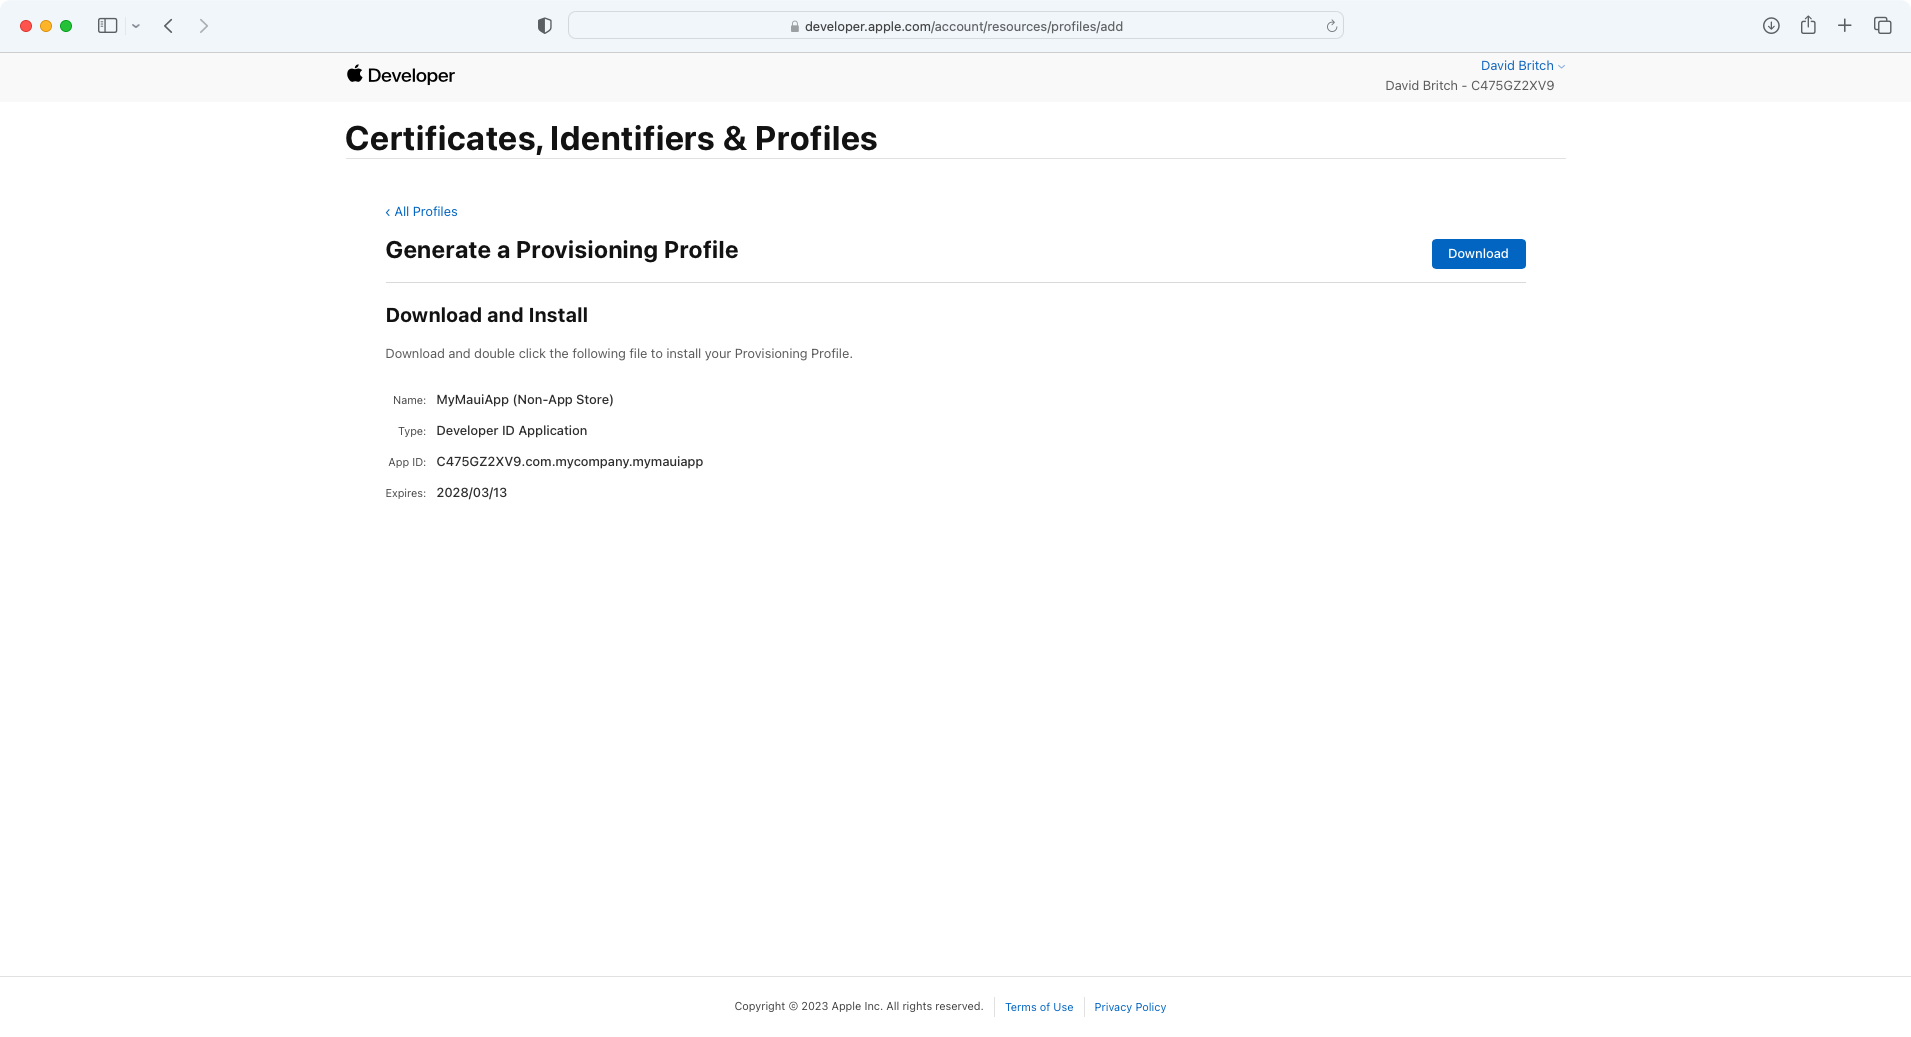 developer.apple.com/account/resources/profiles/add
Developer
David Britch
David Britch - C475GZ2XV9
Certificates, Identifiers & Profiles
‹ All Profiles
Generate a Provisioning Profile
Download
Download and Install
Download and double click the following file to install your Provisioning Profile.
Name: MyMauiApp (Non-App Store)
Type: Developer ID Application
App ID: C475GZ2XV9.com.mycompany.mymauiapp
Expires: 2028/03/13
Copyright © 2023 Apple Inc. All rights reserved. Terms of Use Privacy Policy